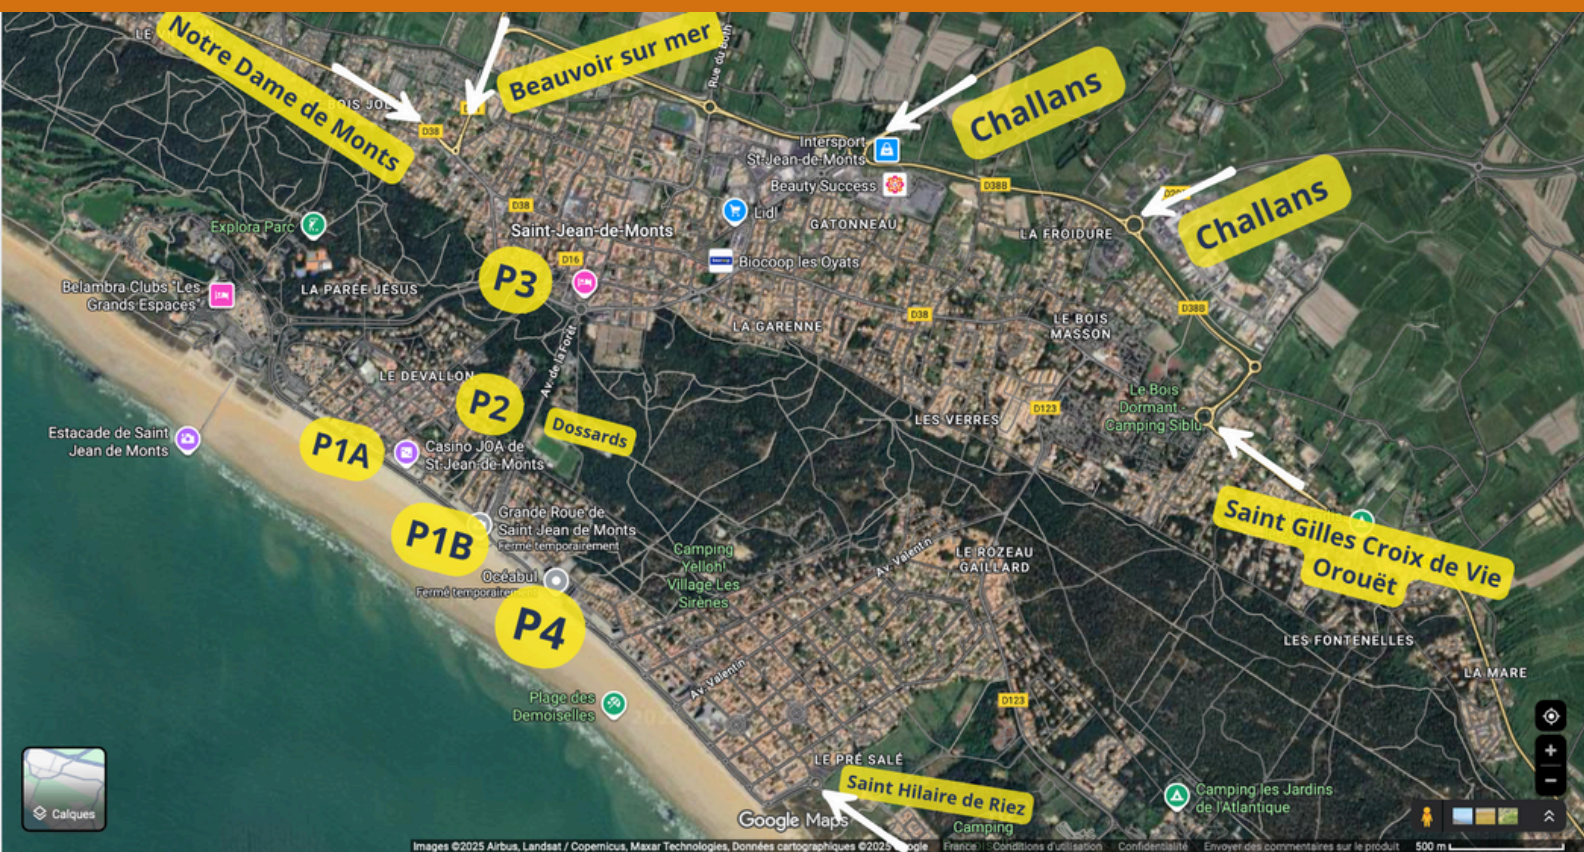 LE
Notre Dame de Monts
Beauvoir sur mer
Rue du Both
Challans
BOIS JOL
D38
Intersport
St-Jean-de-Monts
Beauty Success
D38B
Challans
Lidl
GATONNEAU
LA FROIDURE
Explora Parc
D38
Saint-Jean-de-Monts
D16
Biocoop les Oyats
P3
Belambra Clubs "Les
Grands Espaces"
LA PARÉE JÉSUS
D38B
D38
LE BOIS
MASSON
LA GARENNE
Av. de la Forêt
LE DEVALLON
P2
Le Bois
Dormant -
Camping Siblu
D123
LES VERRES
Dossards
Estacade de Saint
Jean de Monts
P1A
Casino JOA de
St-Jean-de-Monts
Grande Roue de
Saint Jean de Monts
Fermé temporairement
P1B
Saint Gilles Croix de Vie
Orouët
Camping
Yelloh!
Village Les
Sirènes
Av. Valentin
LE ROZEAU
GAILLARD
Océabul
Fermé temporaire
P4
LES FONTENELLES
LA MARE
Av. Valentin
Plage des
Demoiselles
D123
LE PRÉ SALÉ
Saint Hilaire de Riez
Camping les Jardins
de l'Atlantique
Calques
Google Maps
Camping
Images ©2025 Airbus, Landsat / Copernicus, Maxar Technologies, Données cartographiques ©2025 Google France Conditions d'utilisation Confidentialité Envoyer des commentaires sur le produit 500 m